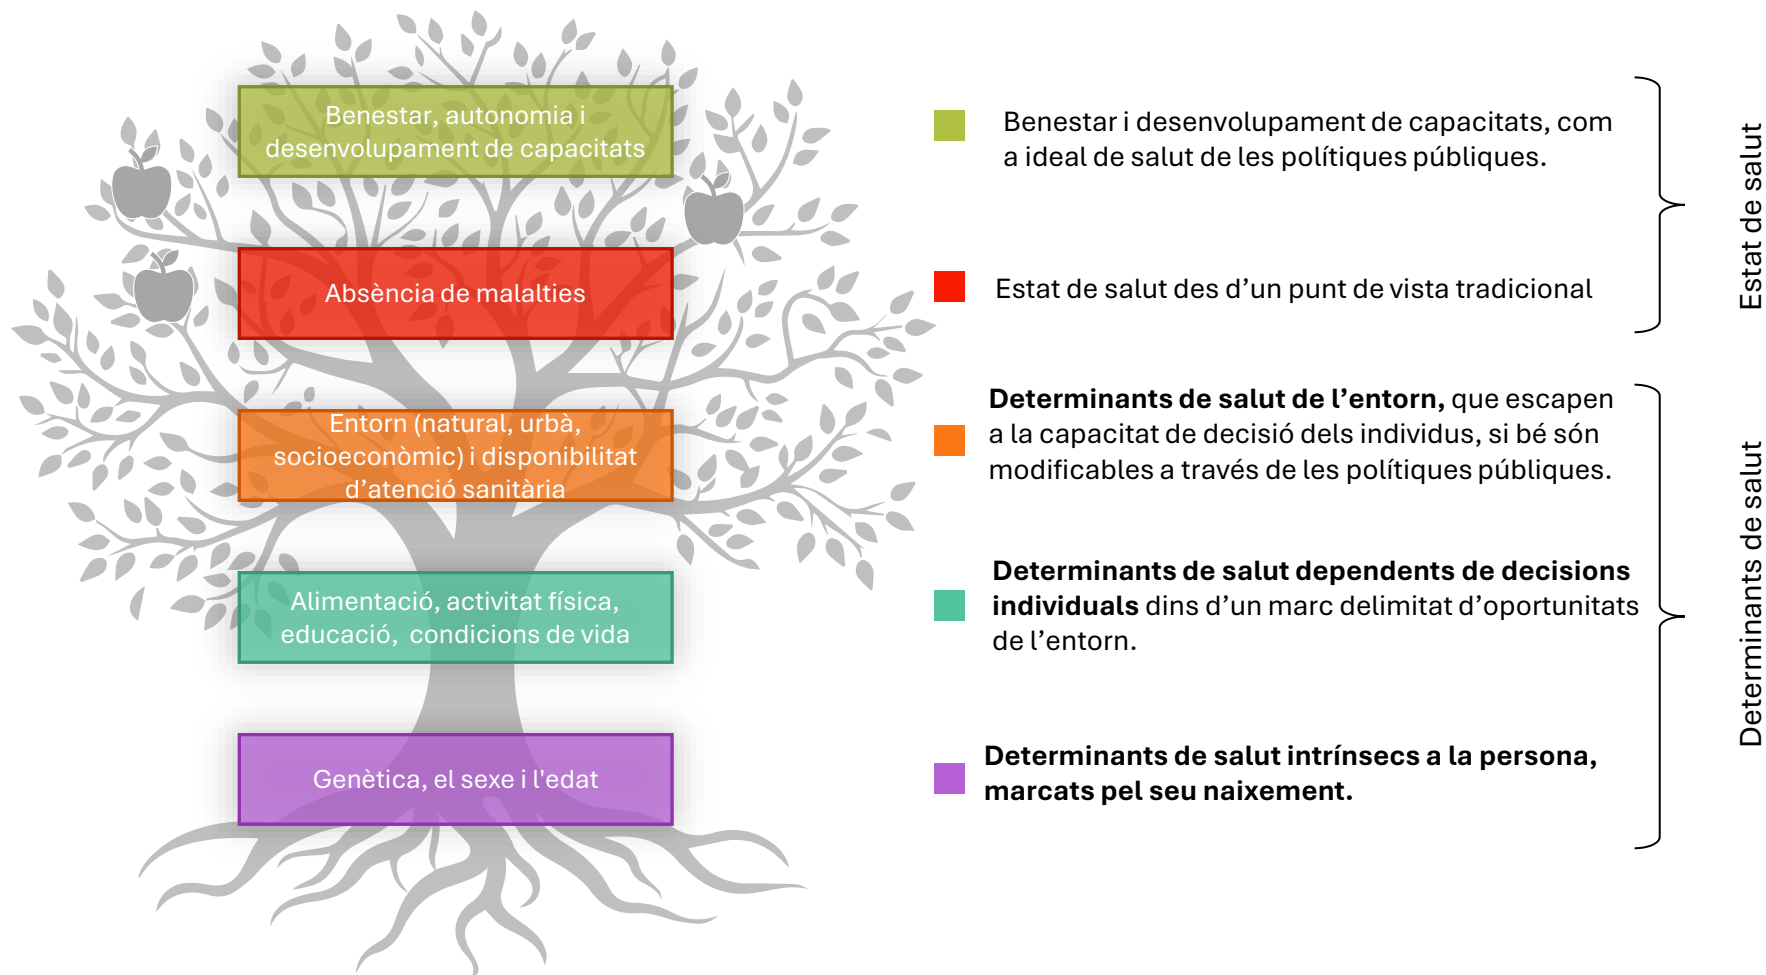 Benestar, autonomia i
desenvolupament de capacitats
Benestar i desenvolupament de capacitats, com
a ideal de salut de les polítiques públiques.
Absència de malalties
Estat de salut des d’un punt de vista tradicional
Estat de salut
Entorn (natural, urbà,
socioeconòmic) i disponibilitat
d’atenció sanitària
Determinants de salut de l’entorn, que escapen
a la capacitat de decisió dels individus, si bé són
modificables a través de les polítiques públiques.
Alimentació, activitat física,
educació,  condicions de vida
Determinants de salut dependents de decisions
individuals dins d’un marc delimitat d’oportunitats
de l’entorn.
Genètica, el sexe i l'edat
Determinants de salut intrínsecs a la persona,
marcats pel seu naixement.
Determinants de salut